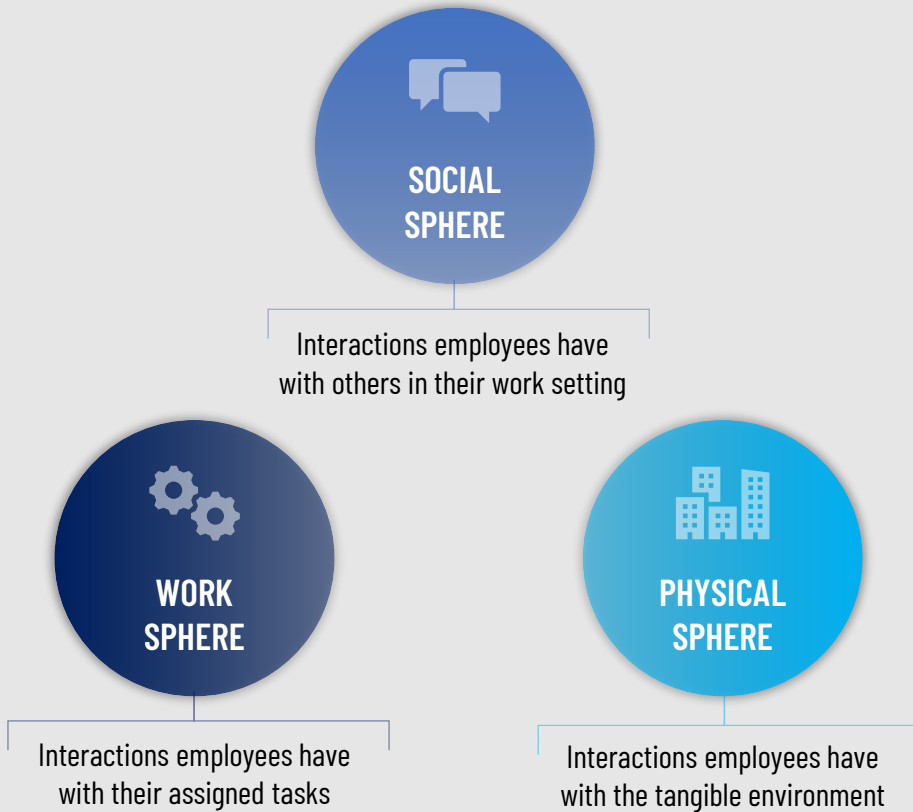 SOCIAL
SPHERE
Interactions employees have
with others in their work setting
WORK
SPHERE
Interactions employees have
with their assigned tasks
PHYSICAL
SPHERE
Interactions employees have
with the tangible environment